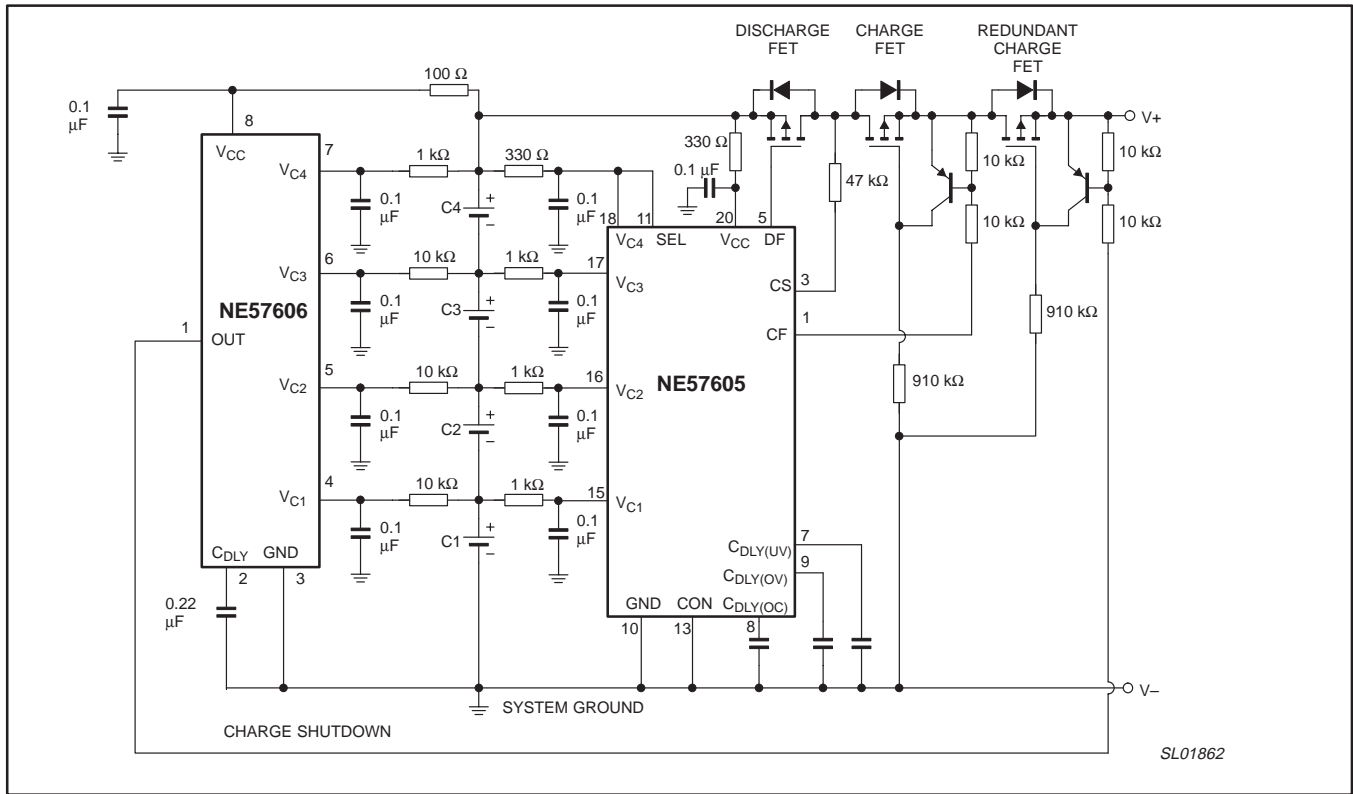 DISCHARGE
FET
CHARGE
FET
REDUNDANT
CHARGE
FET
100 Ω
0.1
μF
8
VCC
7
VC4
1 kΩ
330 Ω
0.1
μF
C4
+
–
0.1
μF
18
11
VC4
SEL
330 Ω
0.1 μF
20
5
VCC
DF
47 kΩ
10 kΩ
10 kΩ
10 kΩ
10 kΩ
V+
6
VC3
10 kΩ
1 kΩ
17
VC3
0.1
μF
C3
+
–
0.1
μF
CS
3
CF
1
NE57606
1
OUT
910 kΩ
5
VC2
10 kΩ
1 kΩ
16
VC2
NE57605
910 kΩ
0.1
μF
C2
+
–
0.1
μF
4
VC1
10 kΩ
1 kΩ
15
VC1
0.1
μF
C1
+
–
0.1
μF
CDLY
GND
2
3
0.22
μF
CDLY(UV)
7
CDLY(OV)
9
GND
CON
CDLY(OC)
10
13
8
V–
SYSTEM GROUND
CHARGE SHUTDOWN
SL01862